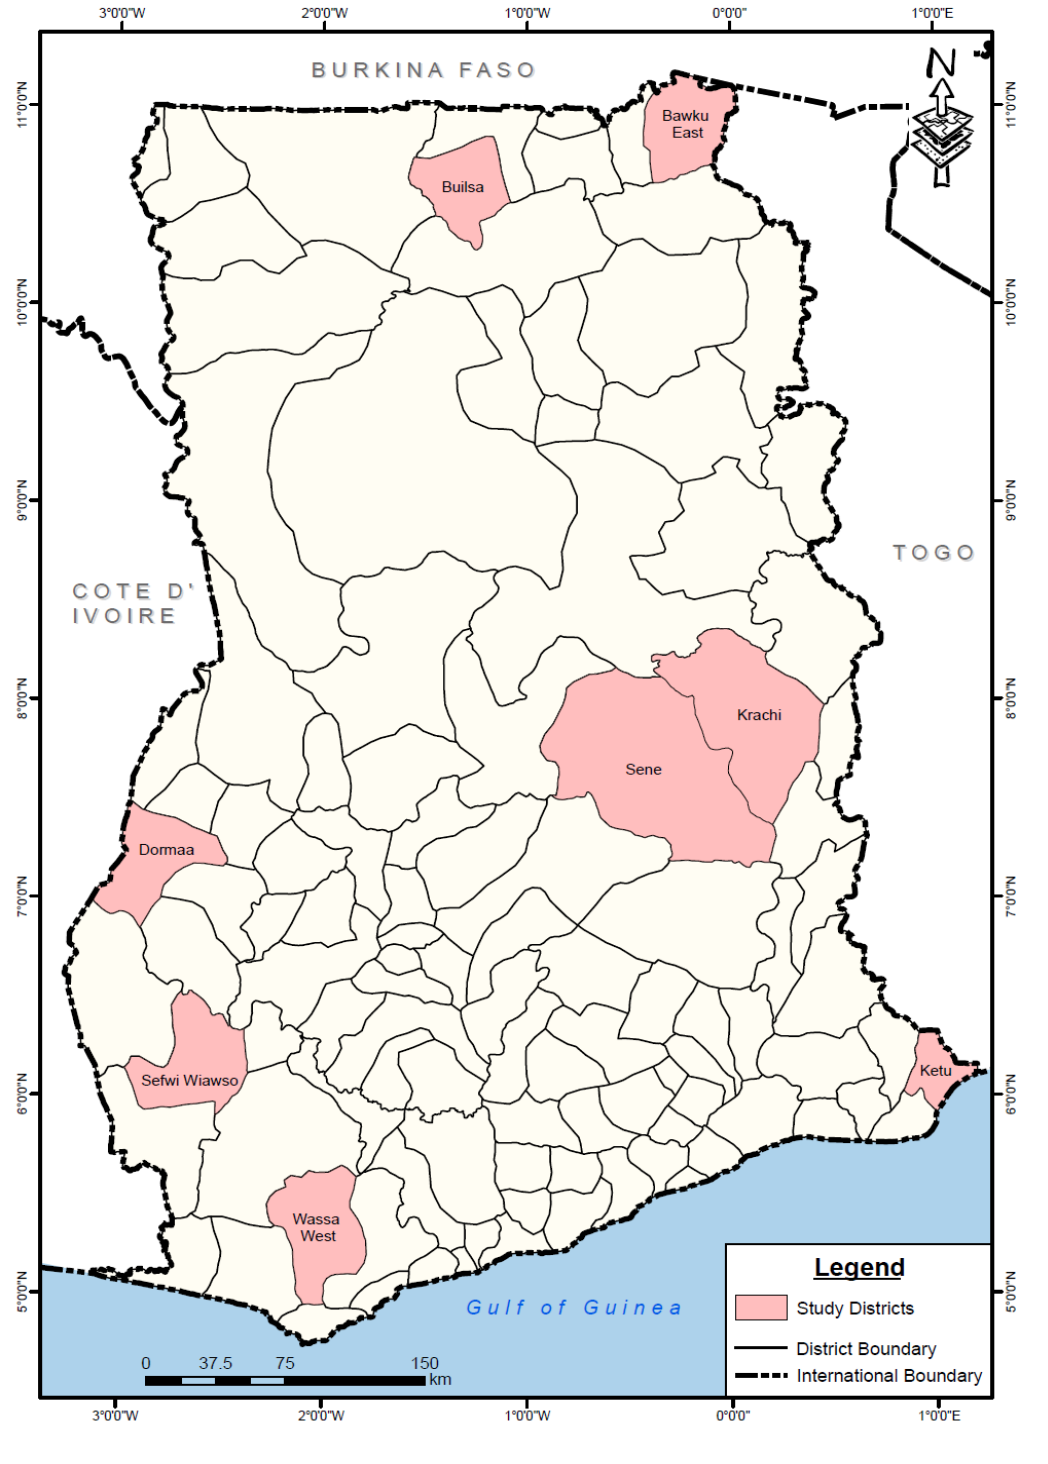 3°0'0"W 2°0'0"W 1°0'0"W 0°0'0" 1°0'0"E
BURKINA FASO
N
11°0'0"N 11°0'0"N
Bawku
East
Builsa
10°0'0"N 10°0'0"N
9°0'0"N 9°0'0"N
TOGO
COTE D'
IVOIRE
8°0'0"N 8°0'0"N
Krachi
Sene
Dormaa
7°0'0"N 7°0'0"N
Ketu
Sefwi Wiawso
6°0'0"N 6°0'0"N
Wassa
West
Legend
5°0'0"N 5°0'0"N
Gulf of Guinea
Study Districts
District Boundary
International Boundary
0 37.5 75 150
km
3°0'0"W 2°0'0"W 1°0'0"W 0°0'0" 1°0'0"E